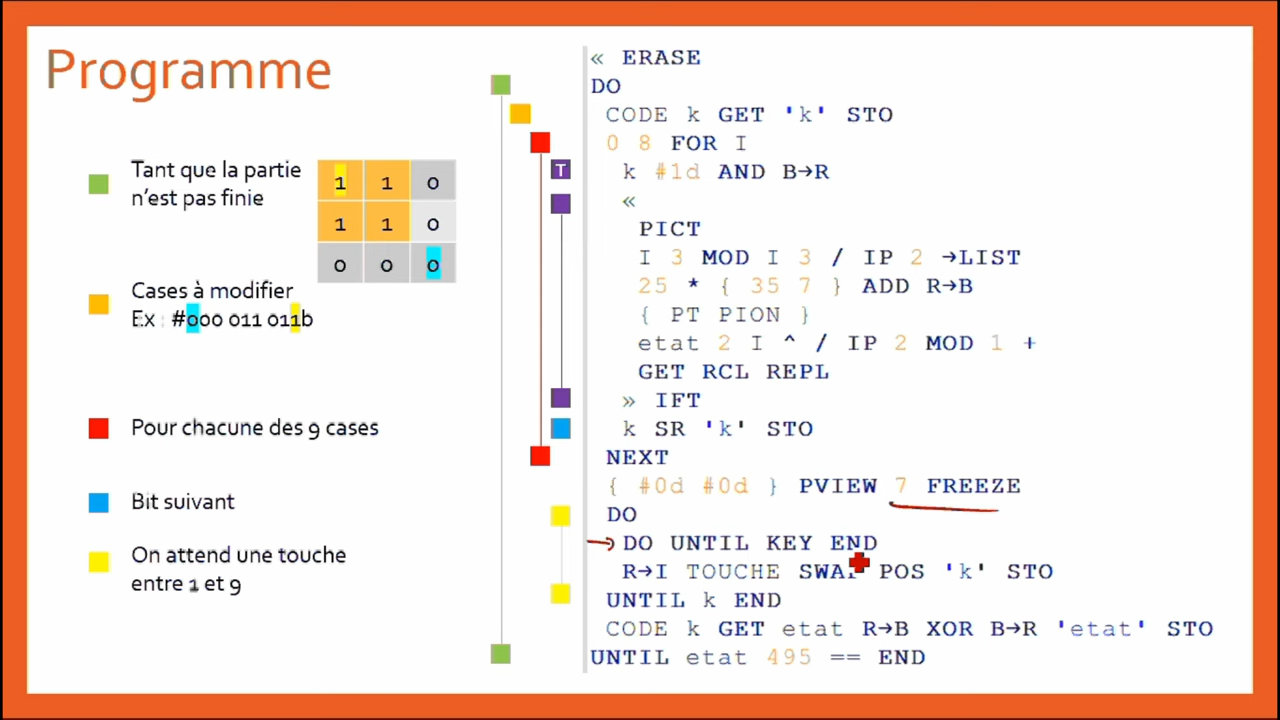 Programme
Tant que la partie
n'est pas finie
1 1 0
1 1 0
0 0 0
Cases à modifier
Ex : #000 011 011b
Pour chacune des 9 cases
Bit suivant
On attend une touche
entre 1 et 9
T
« ERASE
DO
CODE k GET 'k' STO
0 8 FOR I
k #1d AND B→R
«
PICT
I 3 MOD I 3 / IP 2 →LIST
25 * { 35 7 } ADD R→B
{ PT PION }
etat 2 I ^ / IP 2 MOD 1 +
GET RCL REPL
» IFT
k SR 'k' STO
NEXT
{ #0d #0d } PVIEW 7 FREEZE
DO
DO UNTIL KEY END
R→I TOUCHE SWAP POS 'k' STO
UNTIL k END
CODE k GET etat R→B XOR B→R 'etat' STO
UNTIL etat 495 == END